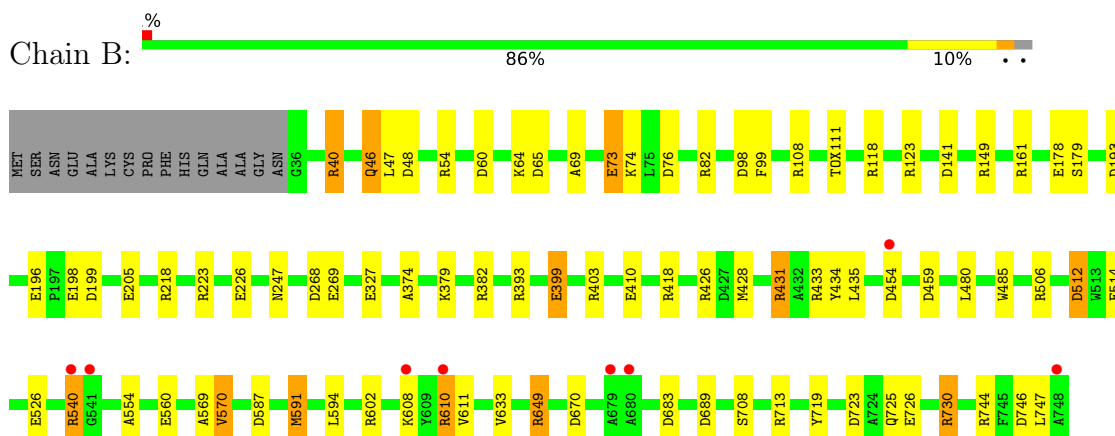 .%
Chain B:
86% 10% • •
MET SER ASN GLU ALA LYS CYS PRO PHE HIS GLN ALA ALA GLY ASN G36 R40 Q46 L47 D48 R54 D60 K64 D65 A69 E73 K74 L75 D76 R82 D98 F99 R108 TOX111 R118 R123 D141 R149 R161 E178 S179 D193
E196 P197 E198 D199 E205 R218 R223 E226 N247 D268 E269 E327 A374 K379 R382 R393 E399 R403 E410 R418 R426 D427 M428 R431 A432 R433 Y434 L435 D454 D459 L480 W485 R506 D512 W513 E514
E526 R540 G541 A554 E560 A569 V570 D587 M591 L594 R602 K608 Y609 R610 V611 V633 R649 D670 A679 A680 D683 D689 S708 R713 Y719 D723 A724 Q725 E726 R730 R744 F745 D746 L747 A748